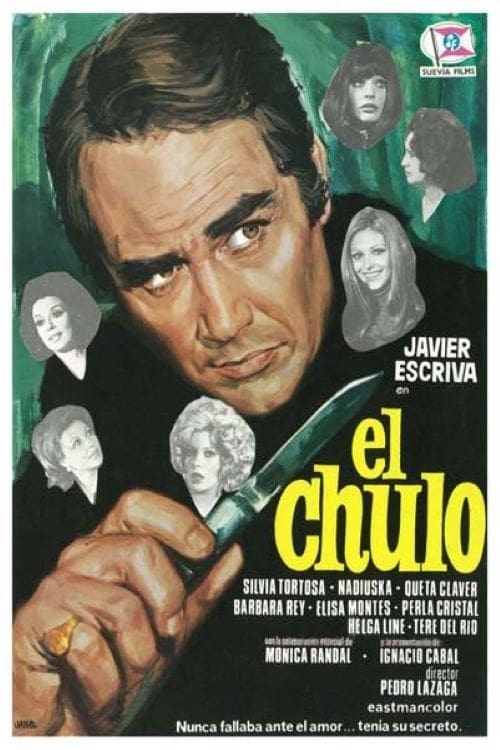 SUEVIA FILMS
JAVIER
ESCRIVA
en
el
chulo
SILVIA TORTOSA - NADIUSKA - QUETA CLAVER
BARBARA REY - ELISA MONTES - PERLA CRISTAL
HELGA LINE - TERE DEL RIO
con la colaboración especial de
MONICA RANDAL
y la presentación de
IGNACIO CABAL
director
PEDRO LAZAGA
eastmancolor
JANO
Nunca fallaba ante el amor... tenia su secreto.